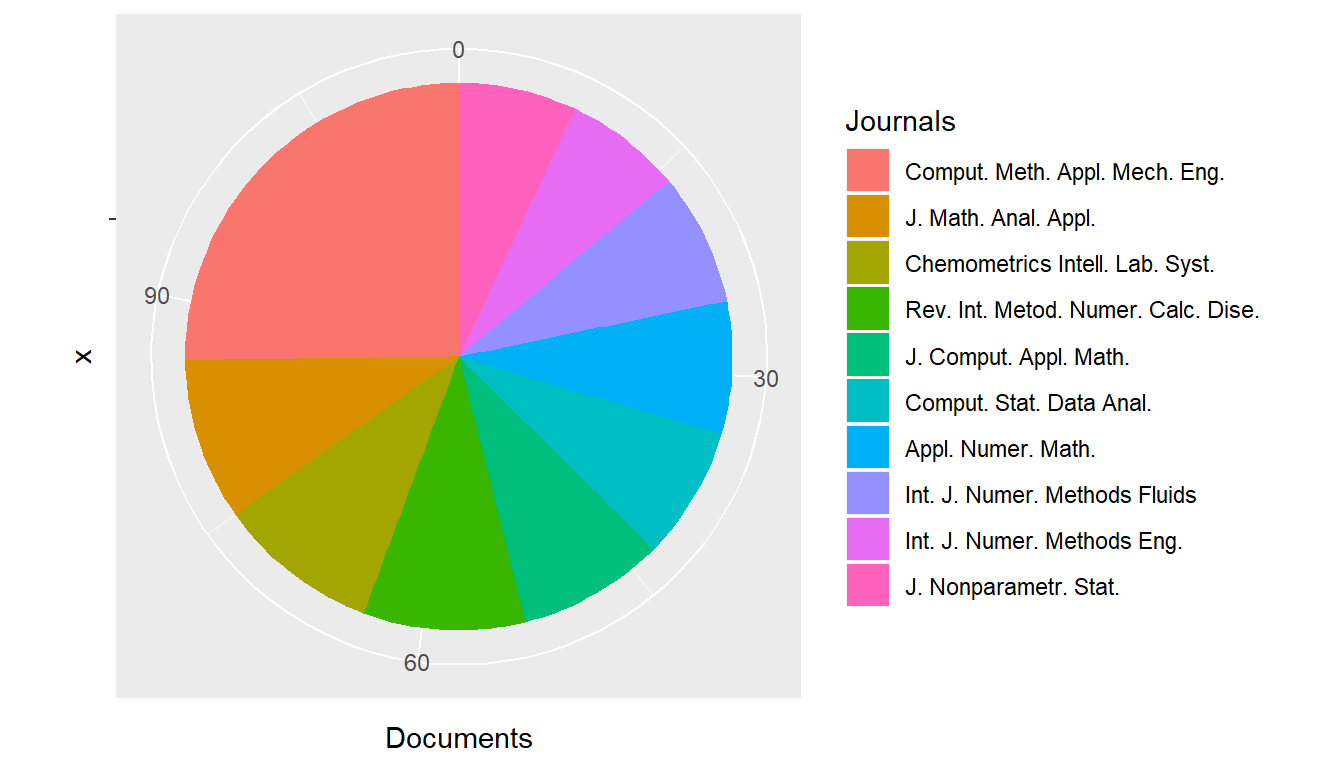 0
30
60
90
x
Documents
Journals
Comput. Meth. Appl. Mech. Eng.
J. Math. Anal. Appl.
Chemometrics Intell. Lab. Syst.
Rev. Int. Metod. Numer. Calc. Dise.
J. Comput. Appl. Math.
Comput. Stat. Data Anal.
Appl. Numer. Math.
Int. J. Numer. Methods Fluids
Int. J. Numer. Methods Eng.
J. Nonparametr. Stat.